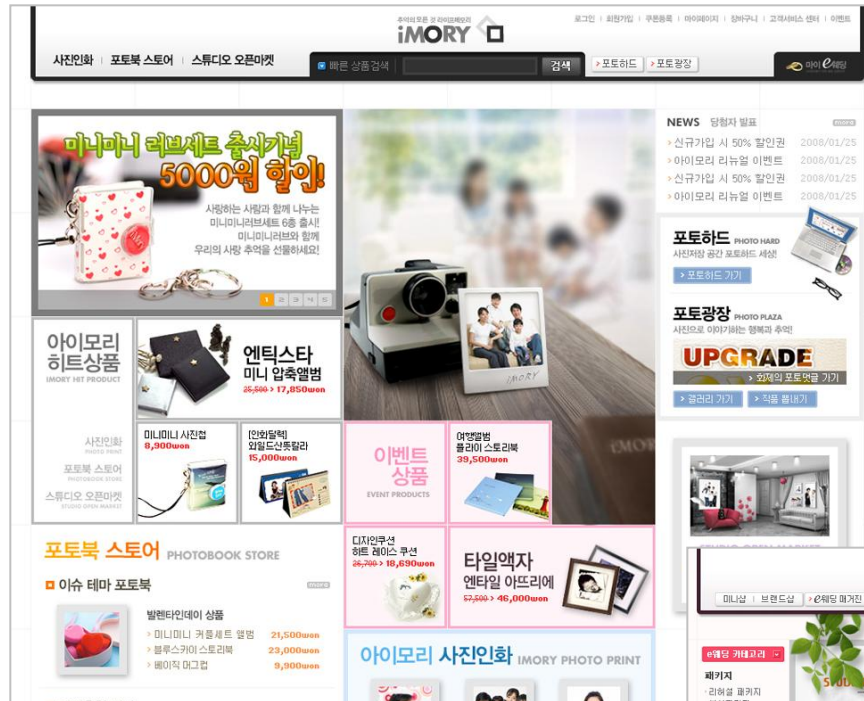 추억의 모든 것 라이프메모리
iMORY
로그인 | 회원가입 | 쿠폰등록 | 마이페이지 | 장바구니 | 고객서비스 센터 | 이벤트
사진인화 | 포토북 스토어 | 스튜디오 오픈마켓
빠른 상품검색
검색
> 포토하드
> 포토광장
마이 e웨딩
미니미니 러브세트 출시기념
5000원 할인!
사랑하는 사람과 함께 나누는
미니미니러브세트 6종 출시!
미니미니러브와 함께
우리의 사랑 추억을 선물하세요!
1 2 3 4 5
iMORY
NEWS 당첨자 발표 more
> 신규가입 시 50% 할인권 2008/01/25
> 아이모리 리뉴얼 이벤트 2008/01/25
> 신규가입 시 50% 할인권 2008/01/25
> 아이모리 리뉴얼 이벤트 2008/01/25
포토하드 PHOTO HARD
사진저장 공간 포토하드 세상!
> 포토하드 가기
포토광장 PHOTO PLAZA
사진으로 이야기하는 행복과 추억!
UPGRADE
> 화제의 포토댓글 가기
> 갤러리 가기
> 작품 뽐내기
아이모리
히트상품
IMORY HIT PRODUCT
엔틱스타
미니 압축앨범
25,500 > 17,850won
사진인화
PHOTO PRINT
포토북 스토어
PHOTOBOOK STORE
스튜디오 오픈마켓
STUDIO OPEN MARKET
미니미니 사진첩
8,900won
[인화달력]
와일드산뜻칼라
15,000won
이벤트
상품
EVENT PRODUCTS
여행앨범
플라이 스토리북
39,500won
디자인쿠션
하트 레이스 쿠션
26,700 > 18,690won
타일액자
엔타일 아뜨리에
57,500 > 46,000won
포토북 스토어 PHOTOBOOK STORE
이슈 테마 포토북 more
발렌타인데이 상품
> 미니미니 커플세트 앨범 21,500won
> 블루스카이 스토리북 23,000won
> 베이직 머그컵 9,900won
아이모리 사진인화 IMORY PHOTO PRINT
STUDIO OPEN MARKET
미니샵 | 브랜드샵 > e웨딩 매거진
e웨딩 카테고리
패키지
· 리허설 패키지